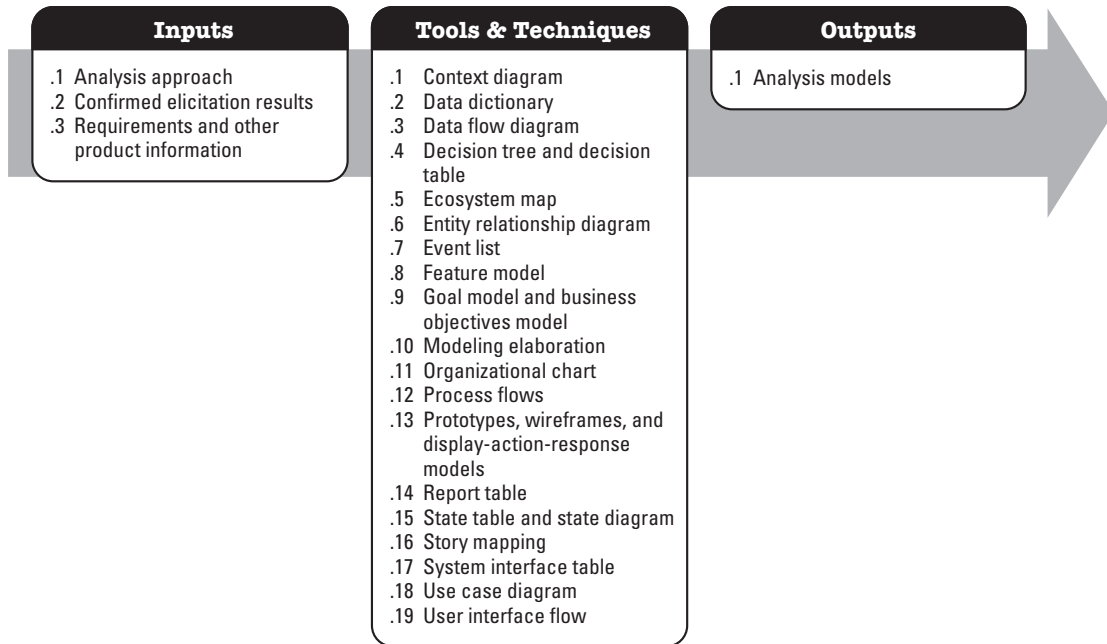 Inputs
.1 Analysis approach
.2 Confirmed elicitation results
.3 Requirements and other
product information
Tools & Techniques
.1 Context diagram
.2 Data dictionary
.3 Data flow diagram
.4 Decision tree and decision
table
.5 Ecosystem map
.6 Entity relationship diagram
.7 Event list
.8 Feature model
.9 Goal model and business
objectives model
.10 Modeling elaboration
.11 Organizational chart
.12 Process flows
.13 Prototypes, wireframes, and
display-action-response
models
.14 Report table
.15 State table and state diagram
.16 Story mapping
.17 System interface table
.18 Use case diagram
.19 User interface flow
Outputs
.1 Analysis models